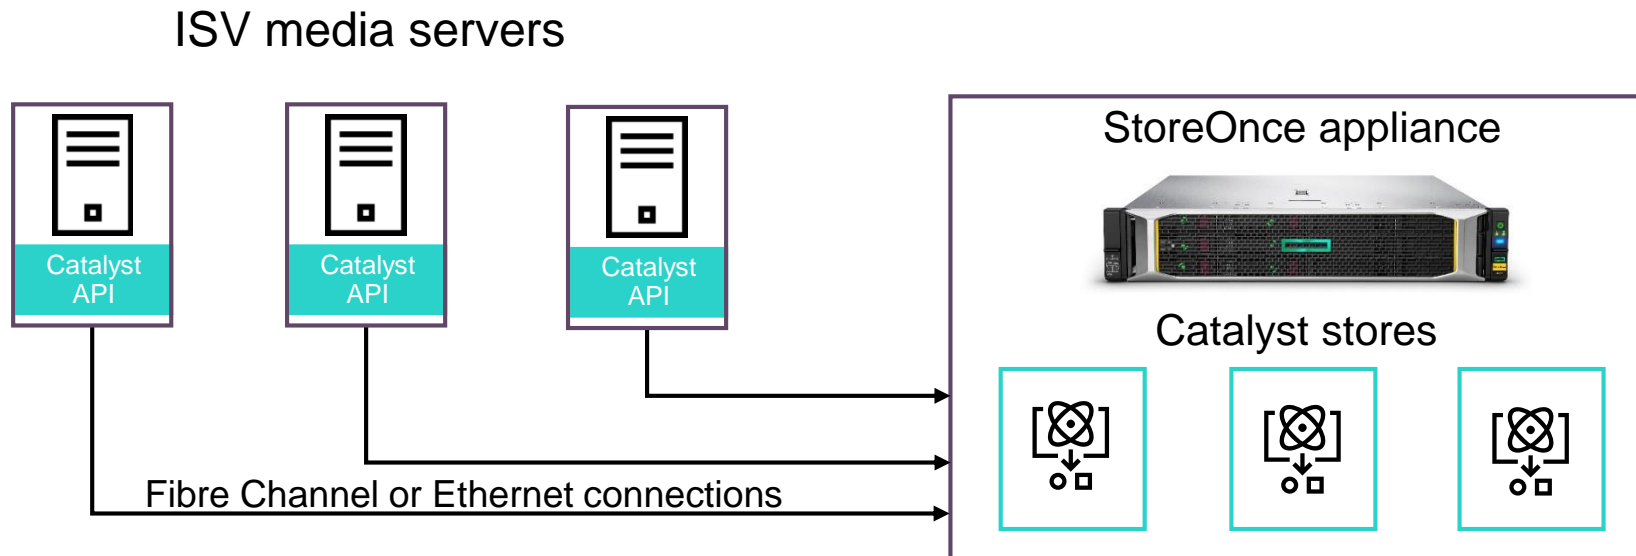 ISV media servers
StoreOnce appliance
Catalyst
API
Catalyst
API
Catalyst
API
Catalyst stores
Fibre Channel or Ethernet connections